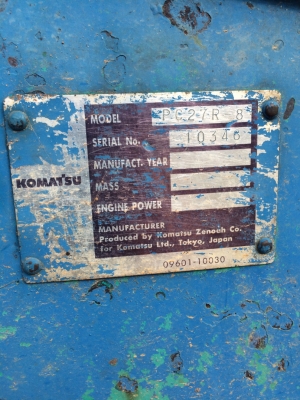 MODEL PC27R-8
SERIAL No. 10348
MANUFACT. YEAR
KOMATSU
MASS
ENGINE POWER
MANUFACTURER
Produced by Komatsu Zenoah Co.
for Komatsu Ltd., Tokyo, Japan
09601-10030